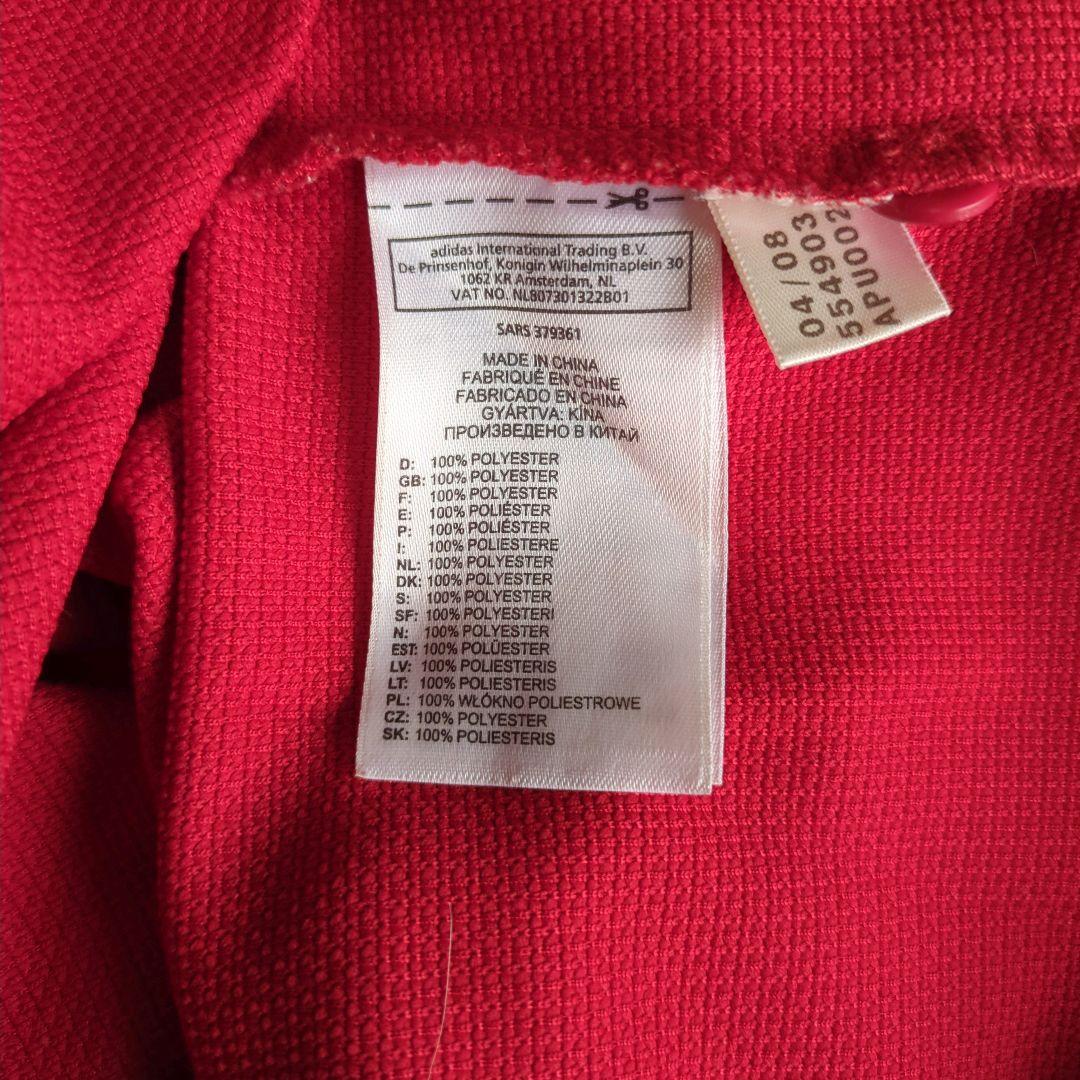 adidas International Trading B.V.
De Prinsenhof, Konigin Wilhelminaplein 30
1062 KR Amsterdam, NL
VAT NO. NL807301322B01
SARS 379361
MADE IN CHINA
FABRIQUÉ EN CHINE
FABRICADO EN CHINA
GYÁRTVA: KÍNA
ПРОИЗВЕДЕНО В КИТАЙ
D: 100% POLYESTER
GB: 100% POLYESTER
F: 100% POLYESTER
E: 100% POLIÉSTER
P: 100% POLIÉSTER
I: 100% POLIESTERE
NL: 100% POLYESTER
DK: 100% POLYESTER
S: 100% POLYESTER
SF: 100% POLYESTERI
N: 100% POLYESTER
EST: 100% POLÜESTER
LV: 100% POLIESTERIS
LT: 100% POLIESTERIS
PL: 100% WŁÓKNO POLIESTROWE
CZ: 100% POLYESTER
SK: 100% POLIESTERIS
04/08
554903
APU002